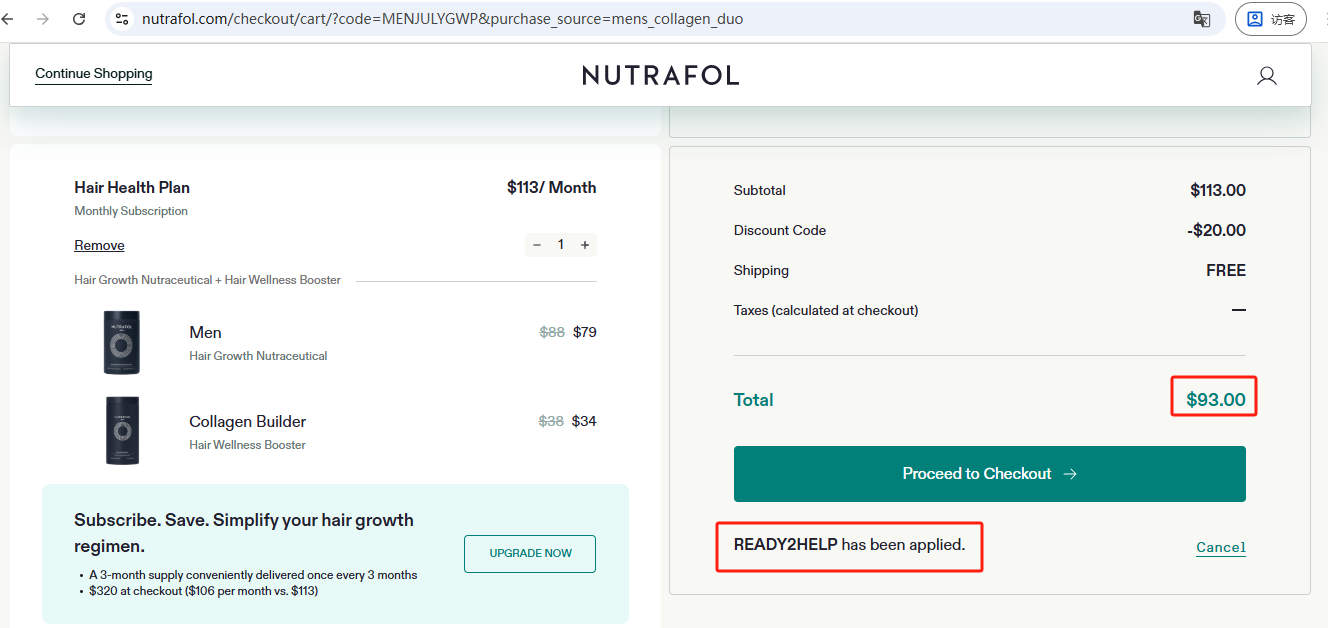 nutrafol.com/checkout/cart/?code=MENJULYGWP&purchase_source=mens_collagen_duo
访客
Continue Shopping
NUTRAFOL
Hair Health Plan
$113/ Month
Monthly Subscription
Remove
− 1 +
Hair Growth Nutraceutical + Hair Wellness Booster
NUTRAFOL
Men
$88 $79
Hair Growth Nutraceutical
Collagen Builder
$38 $34
Hair Wellness Booster
Subscribe. Save. Simplify your hair growth
regimen.
UPGRADE NOW
• A 3-month supply conveniently delivered once every 3 months
• $320 at checkout ($106 per month vs. $113)
Subtotal
$113.00
Discount Code
-$20.00
Shipping
FREE
Taxes (calculated at checkout)
—
Total
$93.00
Proceed to Checkout →
READY2HELP has been applied.
Cancel